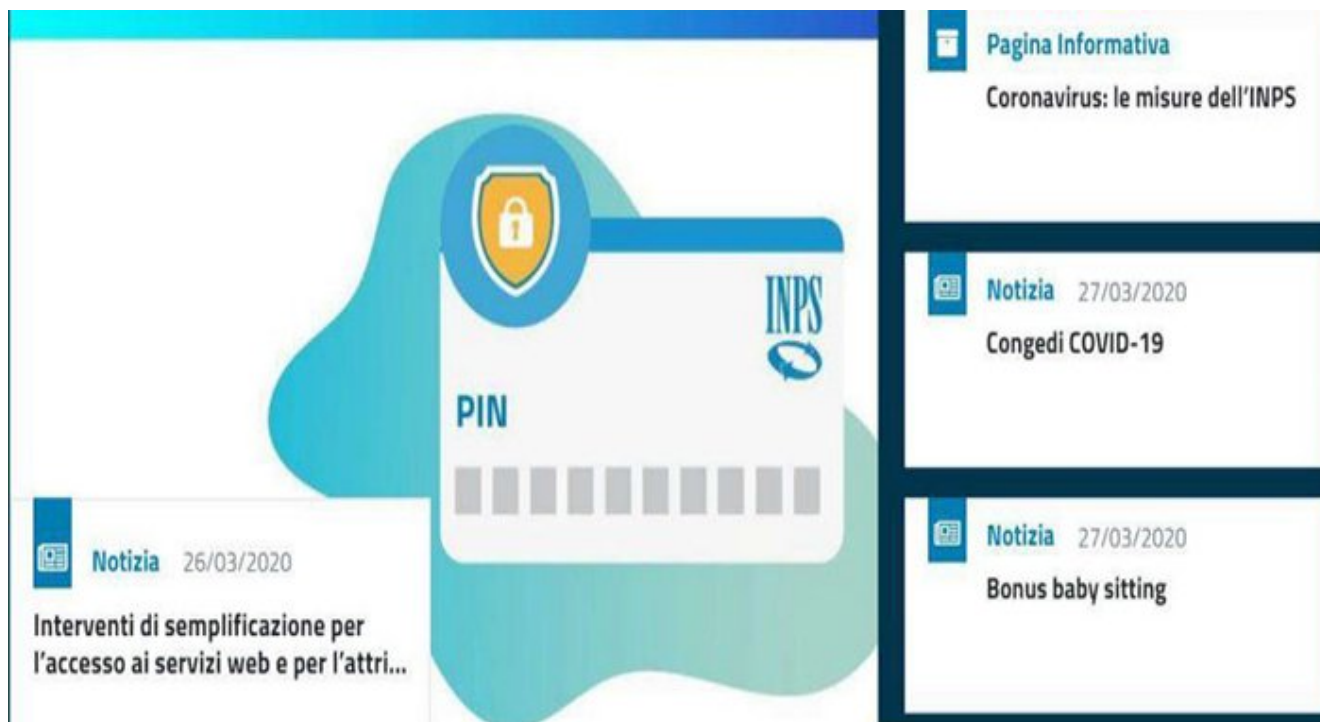 INPS
PIN
Notizia 26/03/2020
Interventi di semplificazione per
l'accesso ai servizi web e per l'attri...
Pagina Informativa
Coronavirus: le misure dell'INPS
Notizia 27/03/2020
Congedi COVID-19
Notizia 27/03/2020
Bonus baby sitting